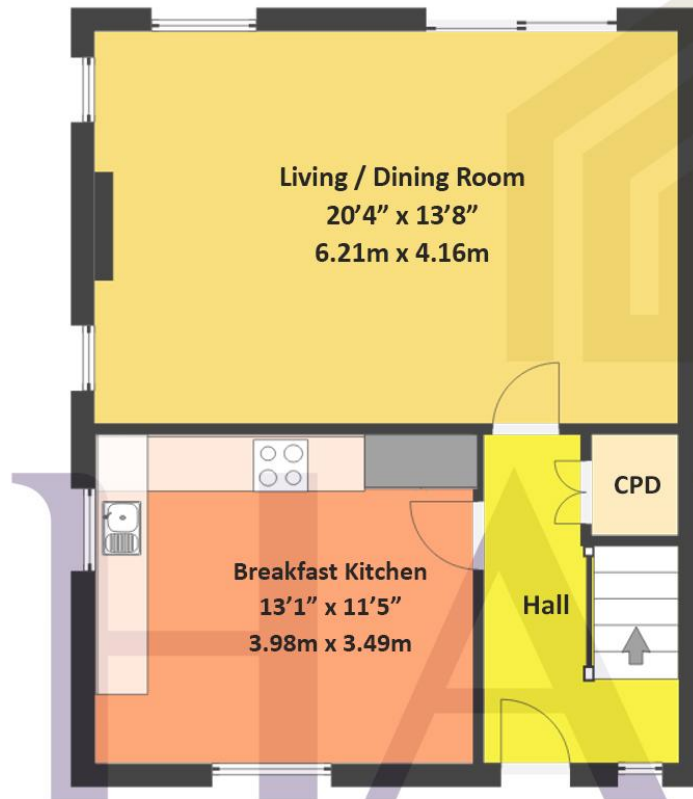 Living / Dining Room
20’4” x 13’8”
6.21m x 4.16m
CPD
Breakfast Kitchen
13’1” x 11’5”
3.98m x 3.49m
Hall
HA